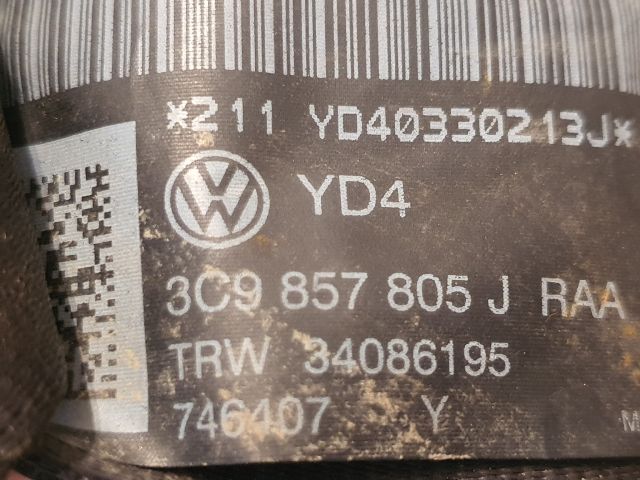 *211 YD40330213J*
YD4
3C9 857 805 J RAA
TRW 34086195
746407 Y